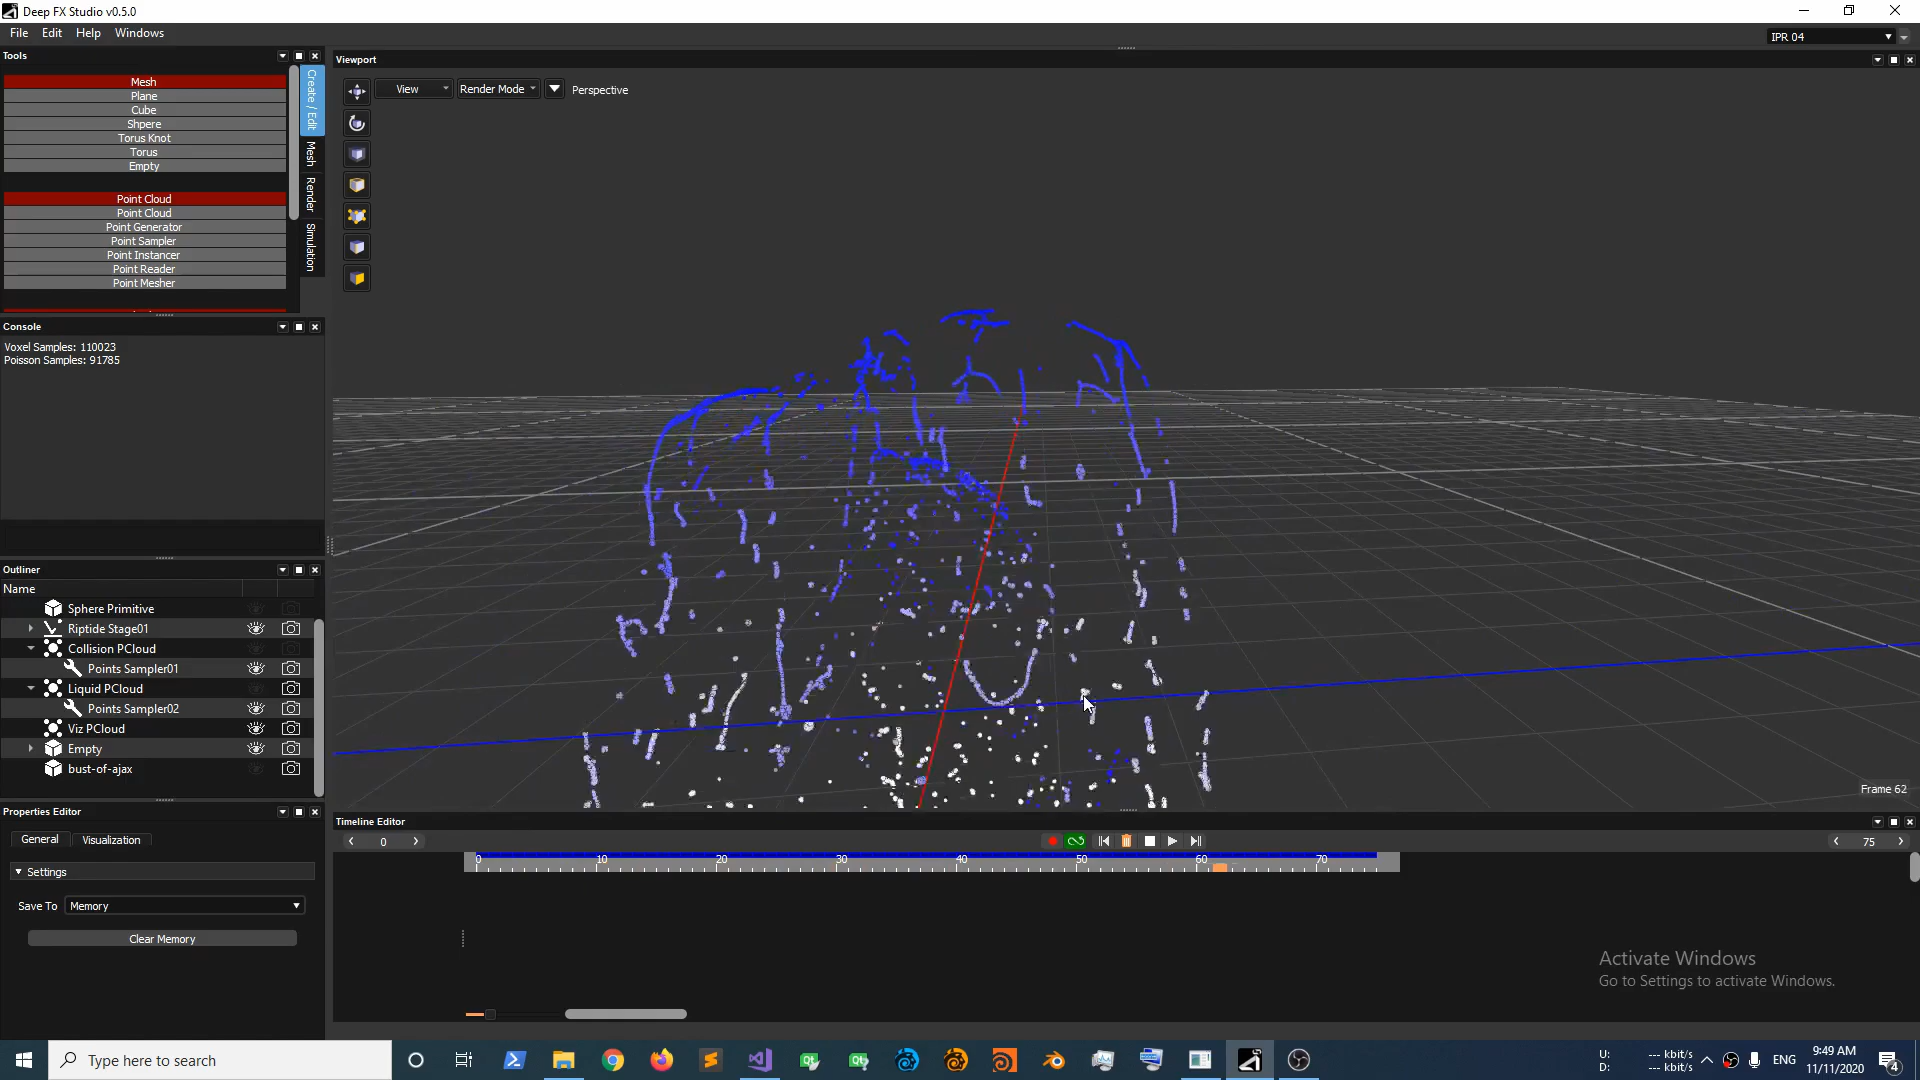 Deep FX Studio v0.5.0
File Edit Help Windows
IPR 04
Tools
Mesh
Plane
Cube
Shpere
Torus Knot
Torus
Empty
Point Cloud
Point Cloud
Point Generator
Point Sampler
Point Instancer
Point Reader
Point Mesher
Create / Edit
Mesh
Render
Simulation
Viewport
View
Render Mode
Perspective
Frame 62
Console
Voxel Samples: 110023
Poisson Samples: 91785
Outliner
Name
Sphere Primitive
Riptide Stage01
Collision PCloud
Points Sampler01
Liquid PCloud
Points Sampler02
Viz PCloud
Empty
bust-of-ajax
Properties Editor
General Visualization
Settings
Save To Memory
Clear Memory
Timeline Editor
0
75
0 10 20 30 40 50 60 70
Activate Windows
Go to Settings to activate Windows.
Type here to search
U: --- kbit/s
D: --- kbit/s
ENG
9:49 AM
11/11/2020
4